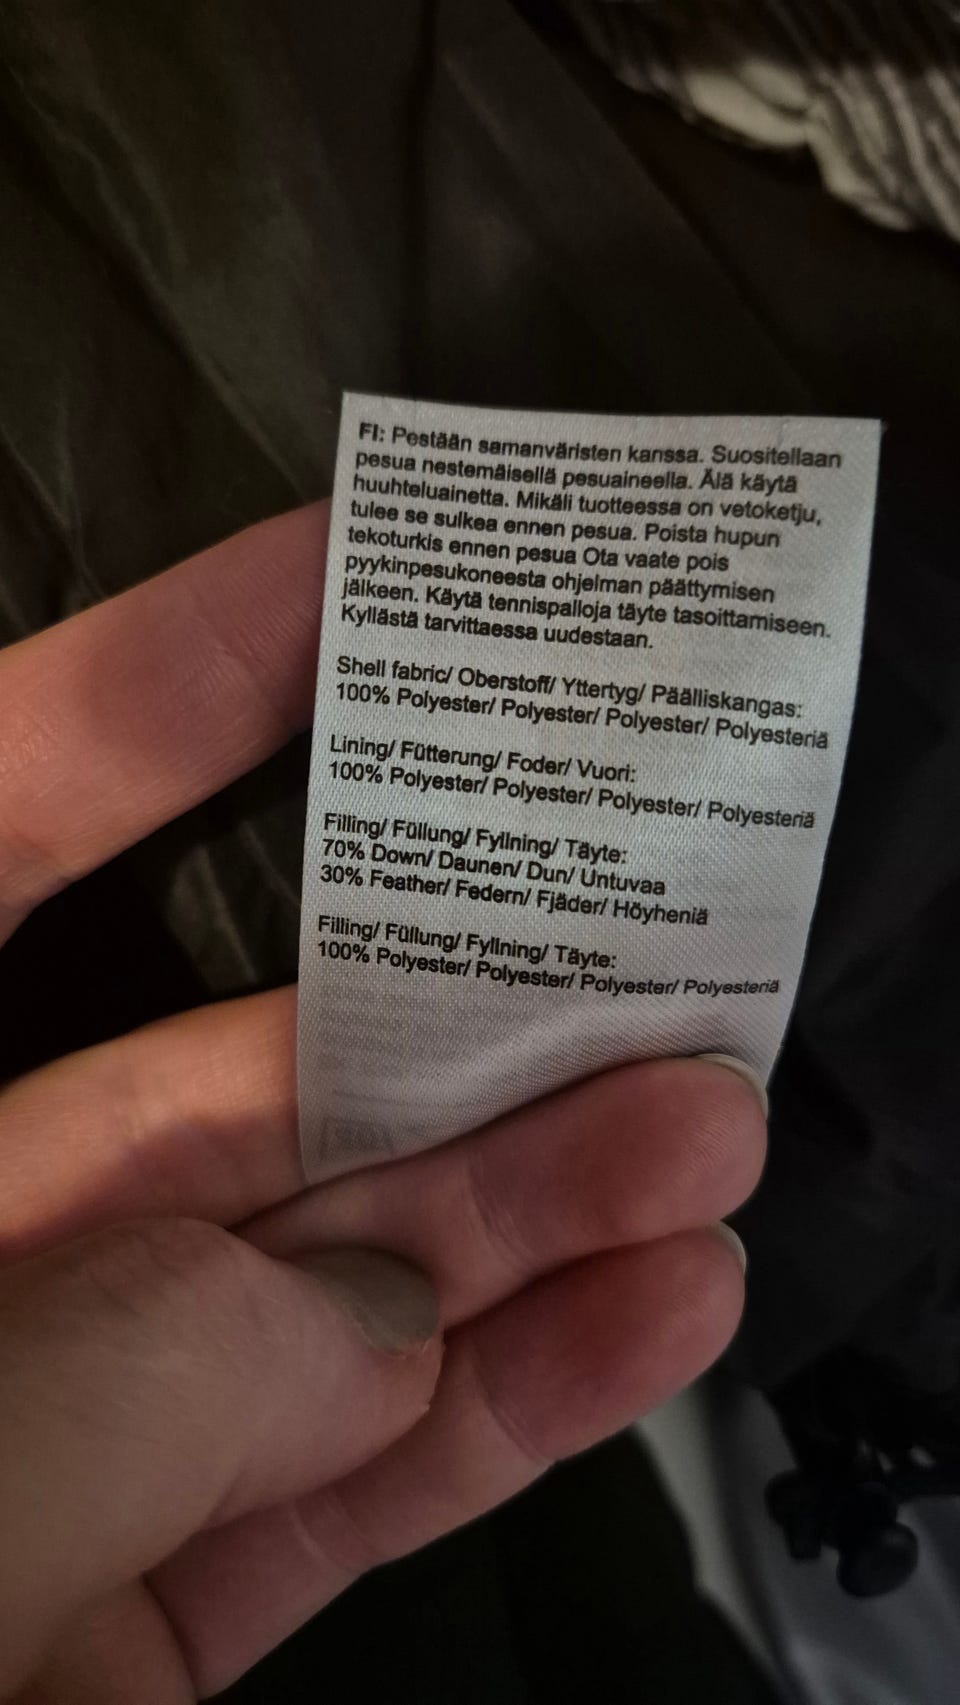 FI: Pestään samanväristen kanssa. Suositellaan
pesua nestemäisellä pesuaineella. Älä käytä
huuhteluainetta. Mikäli tuotteessa on vetoketju,
tulee se sulkea ennen pesua. Poista hupun
tekoturkis ennen pesua Ota vaate pois
pyykinpesukoneesta ohjelman päättymisen
jälkeen. Käytä tennispalloja täyte tasoittamiseen.
Kyllästä tarvittaessa uudestaan.
Shell fabric/ Oberstoff/ Yttertyg/ Päälliskangas:
100% Polyester/ Polyester/ Polyester/ Polyesteriä
Lining/ Fütterung/ Foder/ Vuori:
100% Polyester/ Polyester/ Polyester/ Polyesteriä
Filling/ Füllung/ Fyllning/ Täyte:
70% Down/ Daunen/ Dun/ Untuvaa
30% Feather/ Federn/ Fjäder/ Höyheniä
Filling/ Füllung/ Fyllning/ Täyte:
100% Polyester/ Polyester/ Polyester/ Polyesteriä